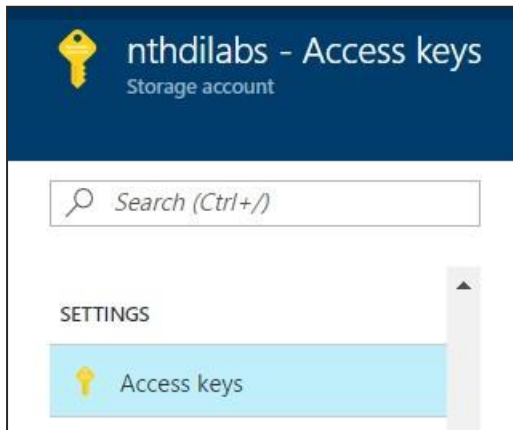 nthdilabs - Access keys
Storage account
Search (Ctrl+/)
SETTINGS
Access keys